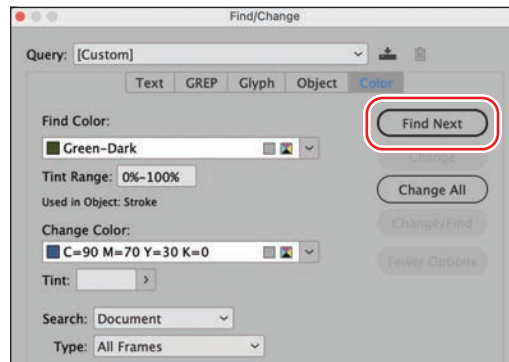 Find/Change
Query: [Custom]
Text GREP Glyph Object Color
Find Color:
Find Next
Green-Dark
Change
Tint Range: 0%-100%
Change All
Used in Object: Stroke
Change Color:
Change/Find
C=90 M=70 Y=30 K=0
Fewer Options
Tint:
Search: Document
Type: All Frames